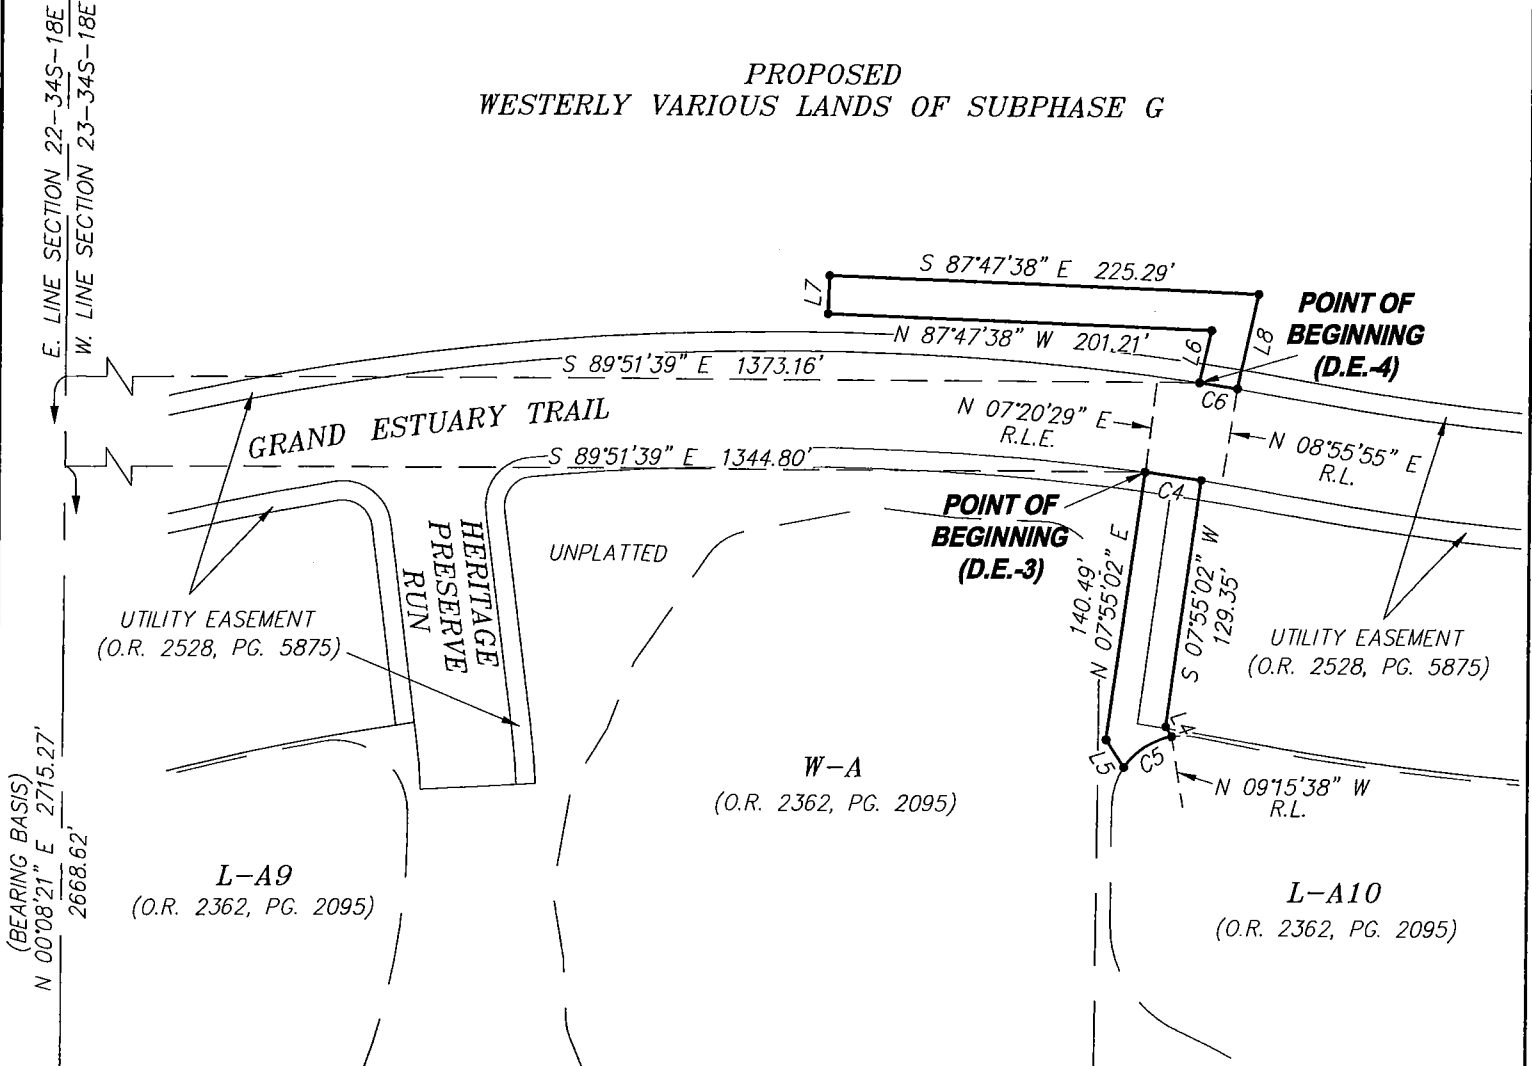 E. LINE SECTION 22-34S-18E
W. LINE SECTION 23-34S-18E
PROPOSED
WESTERLY VARIOUS LANDS OF SUBPHASE G
S 87°47'38" E 225.29'
L7
L8
POINT OF
BEGINNING
(D.E.-4)
N 87°47'38" W 201.21'
L6
S 89°51'39" E 1373.16'
C6
N 07°20'29" E
R.L.E.
GRAND ESTUARY TRAIL
N 08°55'55" E
R.L.
S 89°51'39" E 1344.80'
C4
POINT OF
BEGINNING
(D.E.-3)
HERITAGE
PRESERVE
RUN
UNPLATTED
140.49'
N 07°55'02" E
S 07°55'02" W
129.35'
UTILITY EASEMENT
(O.R. 2528, PG. 5875)
UTILITY EASEMENT
(O.R. 2528, PG. 5875)
L4
L5
C5
N 09°15'38" W
R.L.
W-A
(O.R. 2362, PG. 2095)
(BEARING BASIS)
N 00°08'21" E 2715.27'
2668.62'
L-A9
(O.R. 2362, PG. 2095)
L-A10
(O.R. 2362, PG. 2095)